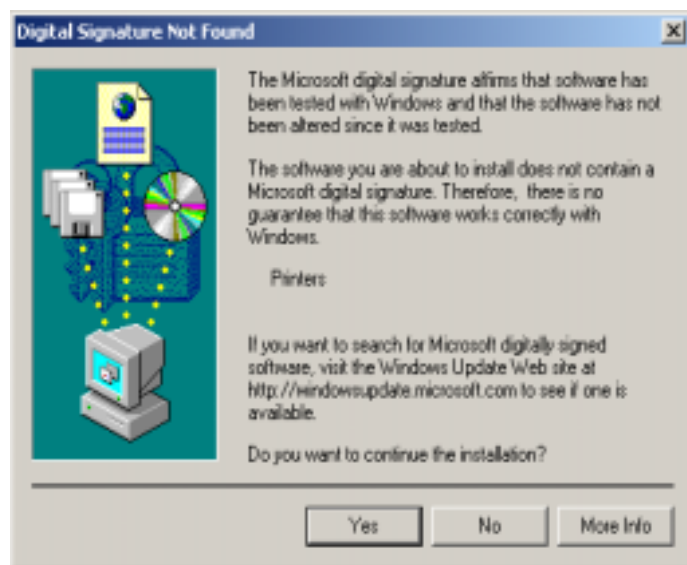 Digital Signature Not Found
The Microsoft digital signature affirms that software has
been tested with Windows and that the software has not
been altered since it was tested.
The software you are about to install does not contain a
Microsoft digital signature. Therefore, there is no
guarantee that this software works correctly with
Windows.
Printers
If you want to search for Microsoft digitally signed
software, visit the Windows Update Web site at
http://windowsupdate.microsoft.com to see if one is
available.
Do you want to continue the installation?
Yes No More Info